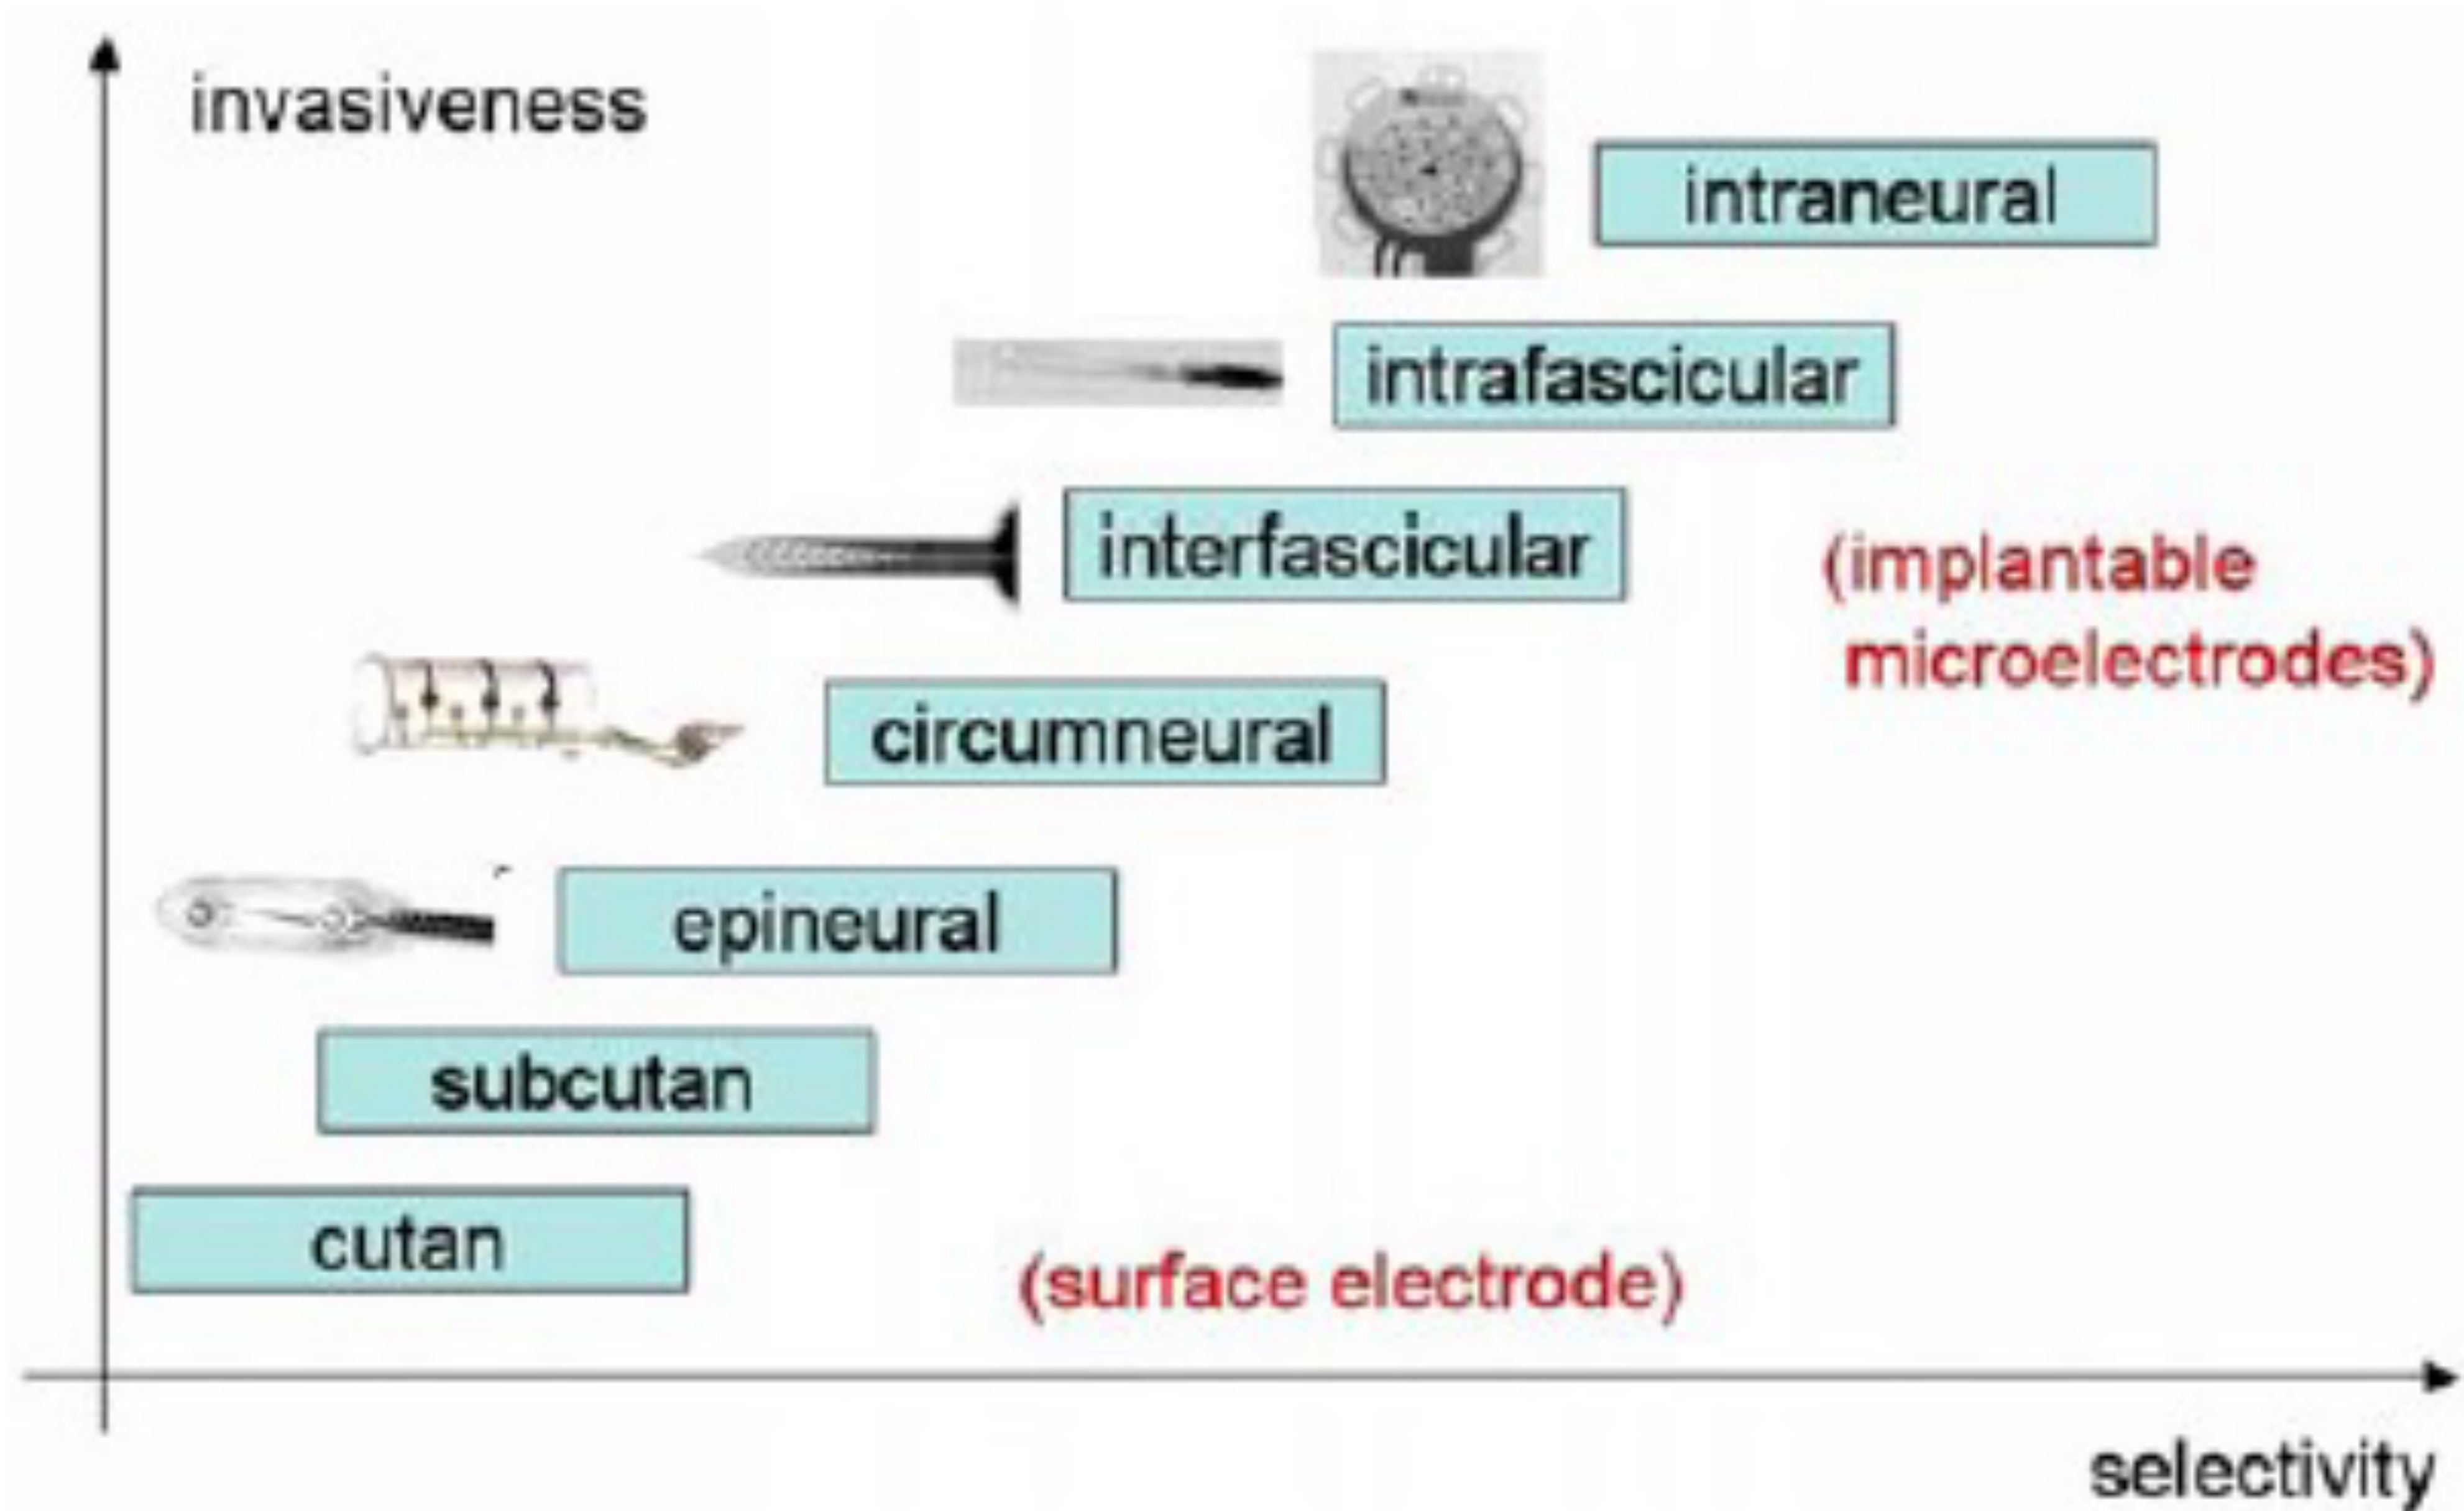 invasiveness
intraneural
intrafascicular
interfascicular
(implantable
microelectrodes)
circumneural
epineural
subcutan
cutan
(surface electrode)
selectivity